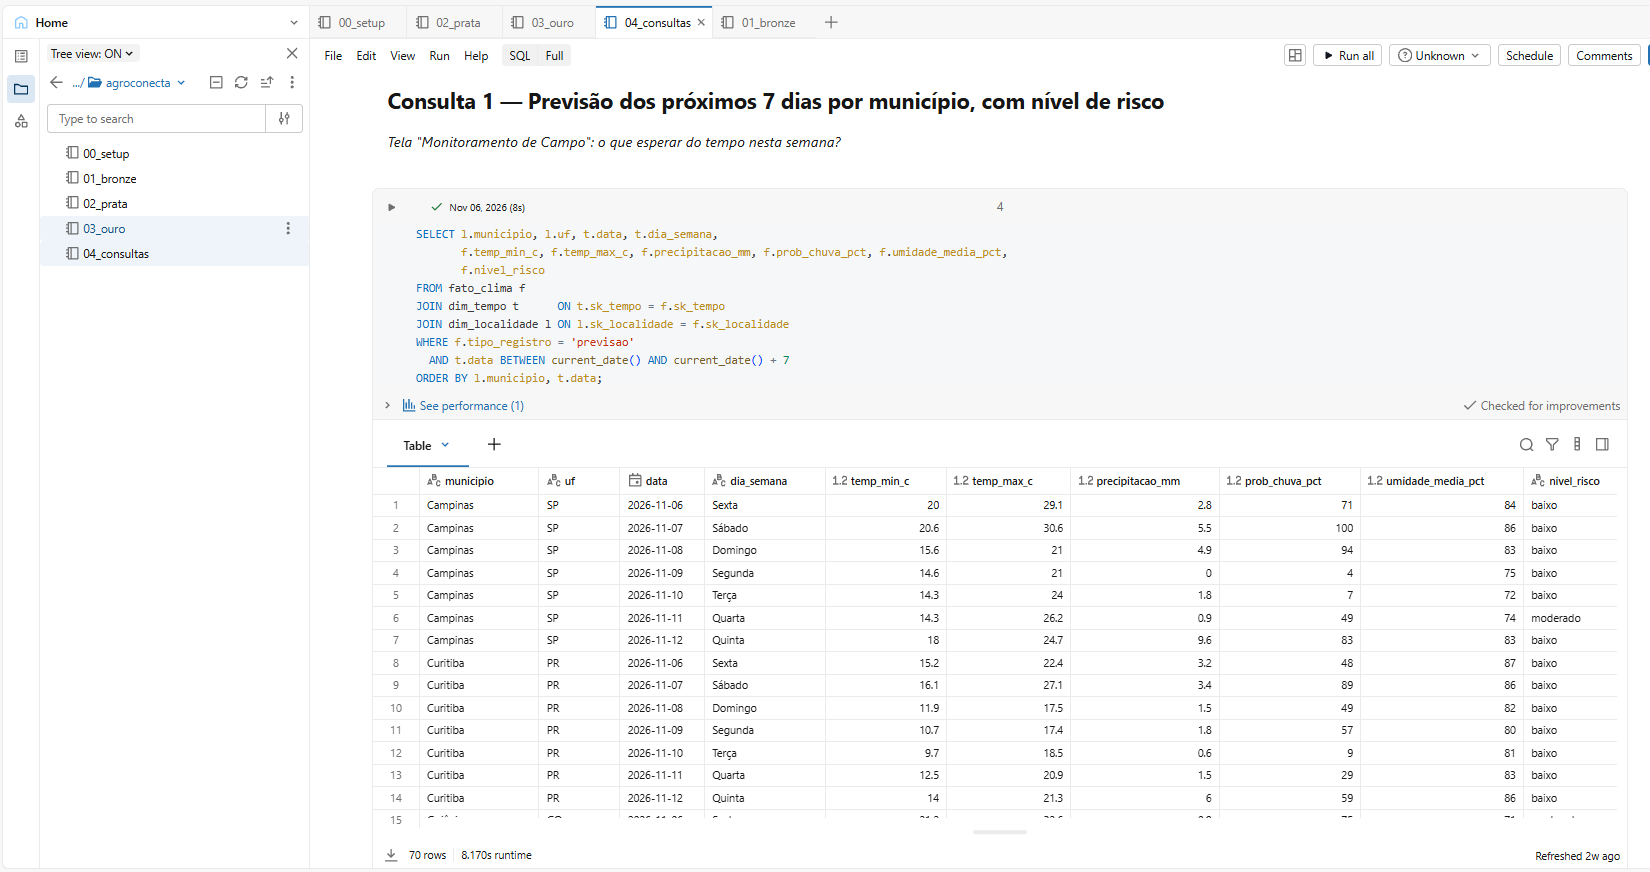 Home
00_setup
02_prata
03_ouro
04_consultas
01_bronze
Tree view: ON
File Edit View Run Help SQL Full
Run all
Unknown
Schedule
Comments
.../ agroconecta
Type to search
00_setup
01_bronze
02_prata
03_ouro
04_consultas
Consulta 1 — Previsão dos próximos 7 dias por município, com nível de risco
Tela "Monitoramento de Campo": o que esperar do tempo nesta semana?
Nov 06, 2026 (8s)
4
SELECT l.municipio, l.uf, t.data, t.dia_semana,
f.temp_min_c, f.temp_max_c, f.precipitacao_mm, f.prob_chuva_pct, f.umidade_media_pct,
f.nivel_risco
FROM fato_clima f
JOIN dim_tempo t ON t.sk_tempo = f.sk_tempo
JOIN dim_localidade l ON l.sk_localidade = f.sk_localidade
WHERE f.tipo_registro = 'previsao'
AND t.data BETWEEN current_date() AND current_date() + 7
ORDER BY l.municipio, t.data;
See performance (1)
Checked for improvements
Table
municipio uf data dia_semana 1.2 temp_min_c 1.2 temp_max_c 1.2 precipitacao_mm 1.2 prob_chuva_pct 1.2 umidade_media_pct nivel_risco
1 Campinas SP 2026-11-06 Sexta 20 29.1 2.8 71 84 baixo
2 Campinas SP 2026-11-07 Sábado 20.6 30.6 5.5 100 86 baixo
3 Campinas SP 2026-11-08 Domingo 15.6 21 4.9 94 83 baixo
4 Campinas SP 2026-11-09 Segunda 14.6 21 0 4 75 baixo
5 Campinas SP 2026-11-10 Terça 14.3 24 1.8 7 72 baixo
6 Campinas SP 2026-11-11 Quarta 14.3 26.2 0.9 49 74 moderado
7 Campinas SP 2026-11-12 Quinta 18 24.7 9.6 83 83 baixo
8 Curitiba PR 2026-11-06 Sexta 15.2 22.4 3.2 48 87 baixo
9 Curitiba PR 2026-11-07 Sábado 16.1 27.1 3.4 89 86 baixo
10 Curitiba PR 2026-11-08 Domingo 11.9 17.5 1.5 49 82 baixo
11 Curitiba PR 2026-11-09 Segunda 10.7 17.4 1.8 57 80 baixo
12 Curitiba PR 2026-11-10 Terça 9.7 18.5 0.6 9 81 baixo
13 Curitiba PR 2026-11-11 Quarta 12.5 20.9 1.5 29 83 baixo
14 Curitiba PR 2026-11-12 Quinta 14 21.3 6 59 86 baixo
15
70 rows 8.170s runtime
Refreshed 2w ago